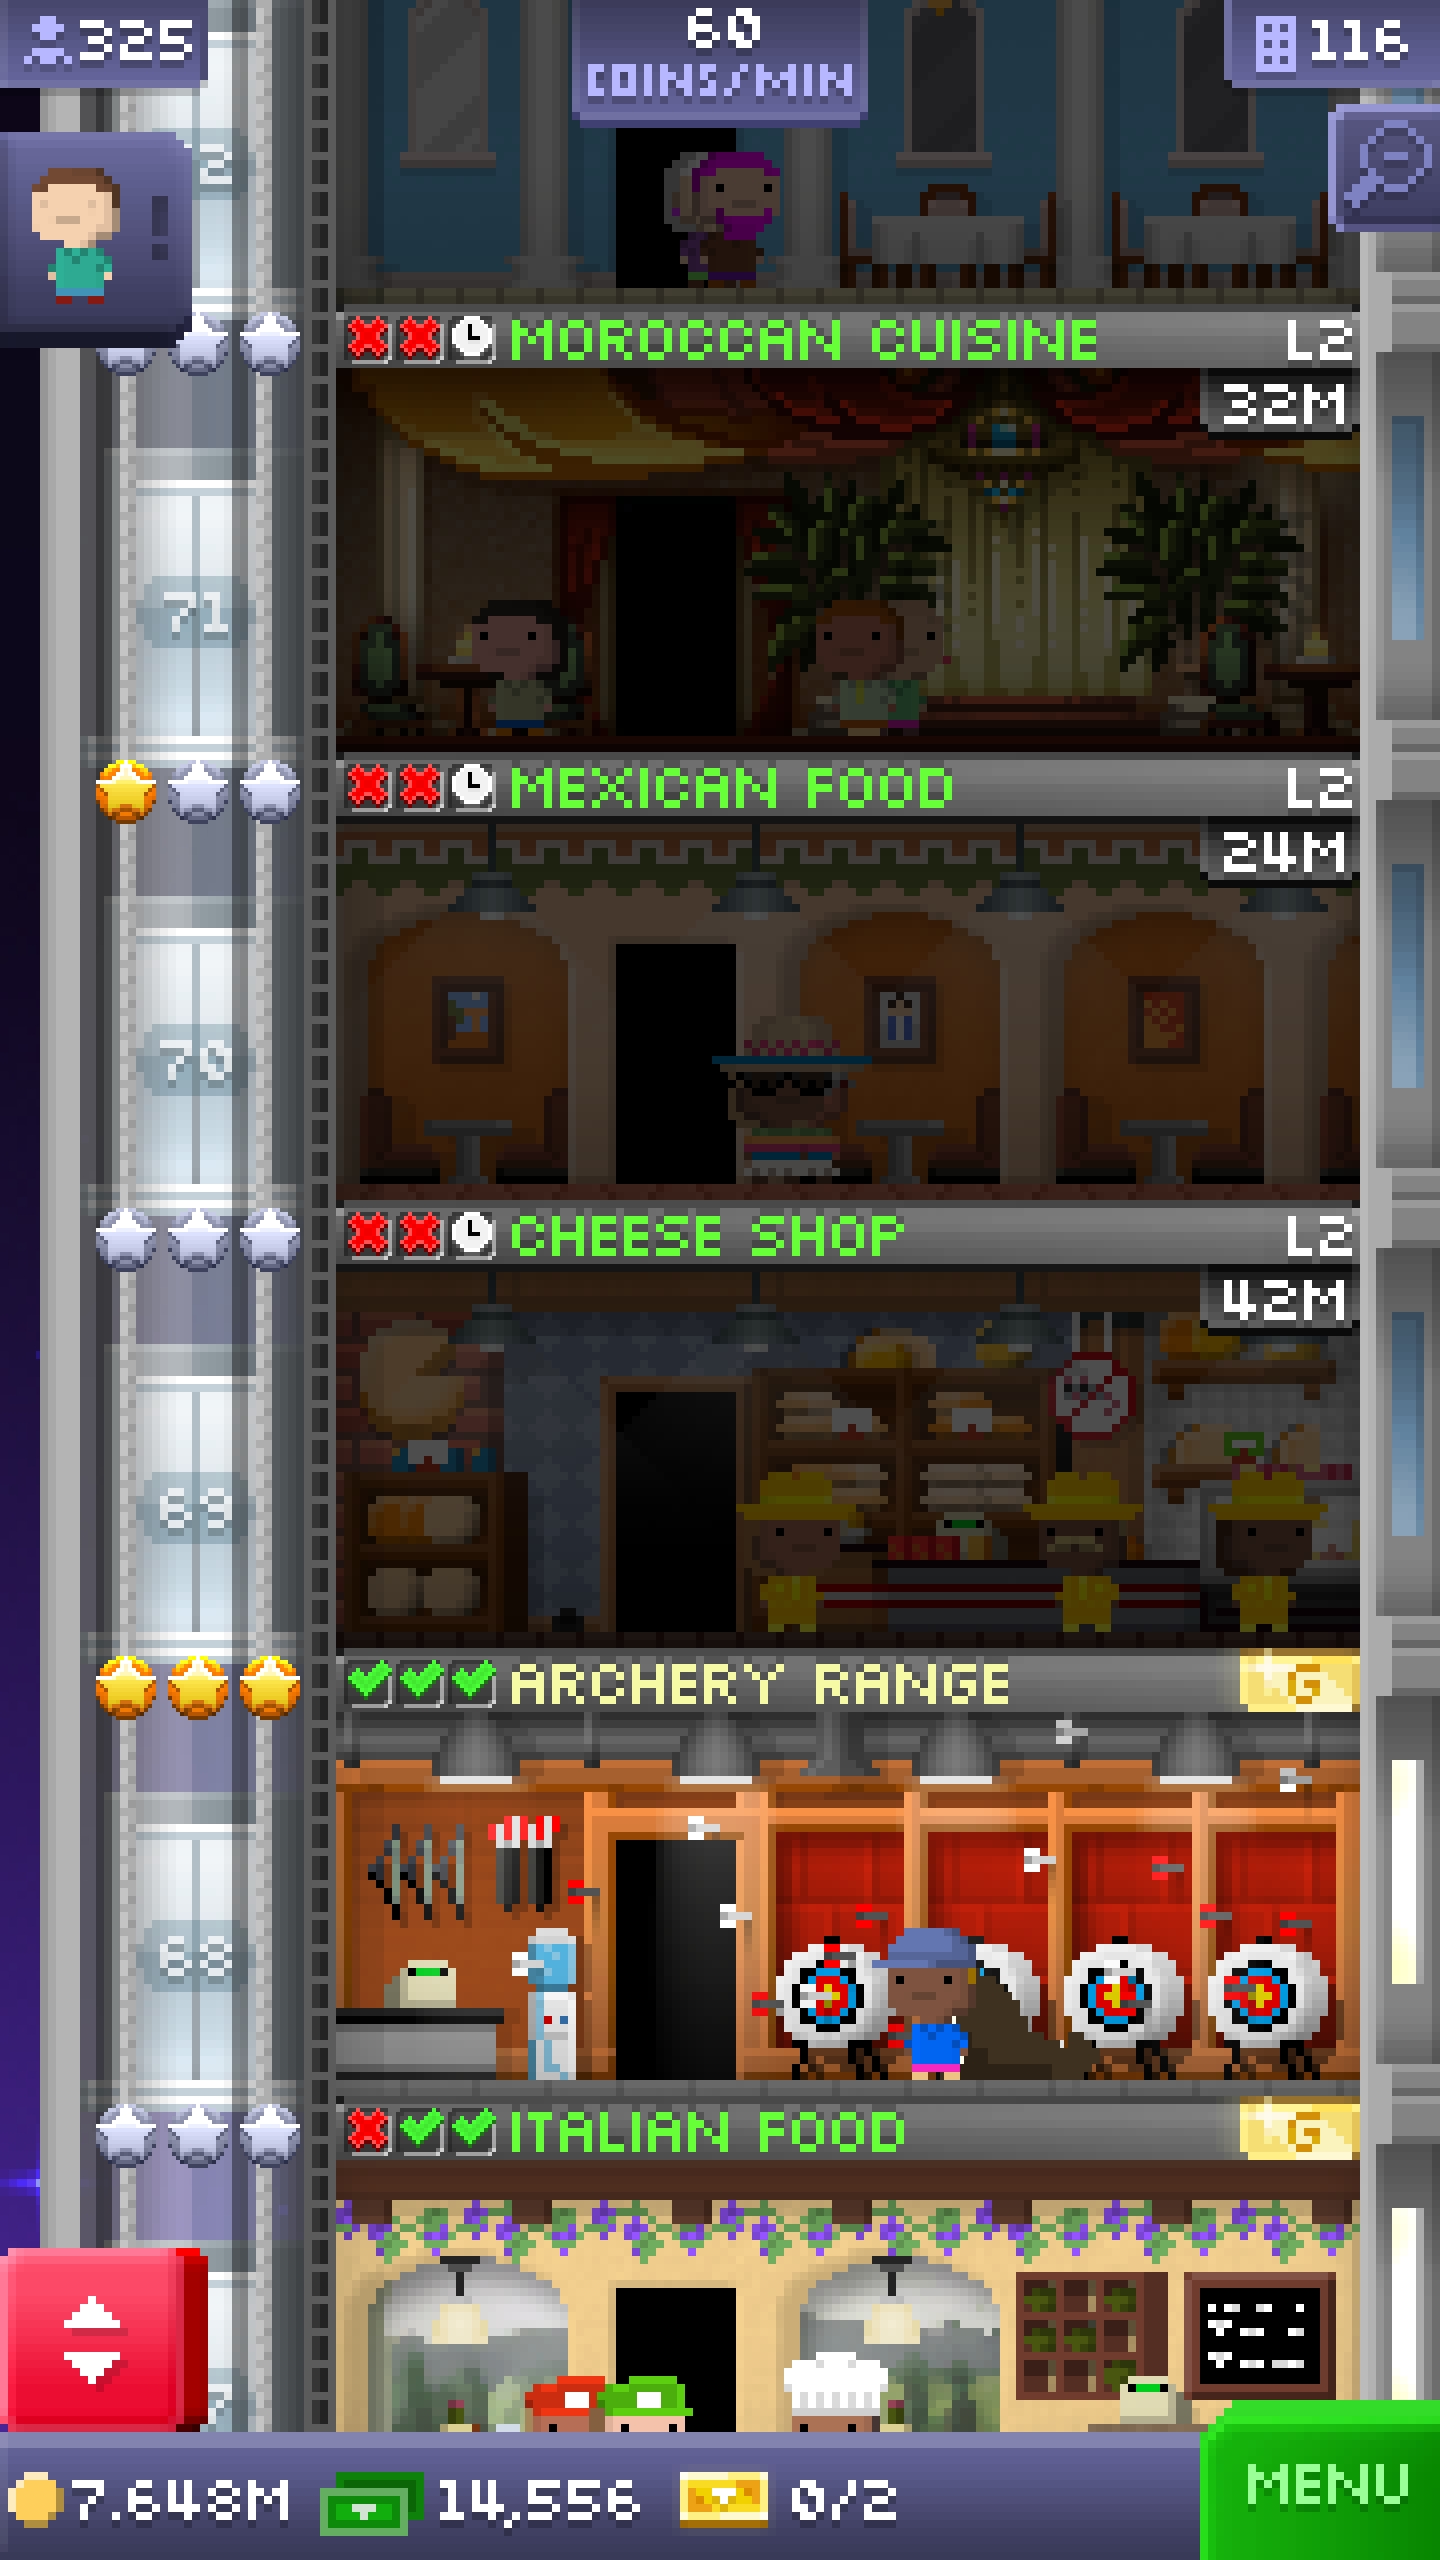 325
60
COINS/MIN
116
MOROCCAN CUISINE
L2
32M
71
MEXICAN FOOD
L2
24M
70
CHEESE SHOP
L2
42M
69
ARCHERY RANGE
G
68
ITALIAN FOOD
G
7.648M
14,556
0/2
MENU